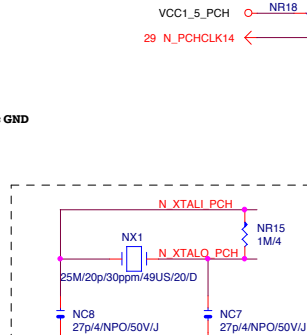 VCC1_5_PCH NR18
29 N_PCHCLK14
GND
N_XTALI_PCH
NR15
1M/4
NX1
N_XTALO_PCH
25M/20p/30ppm/49US/20/D
NC8 NC7
27p/4/NPO/50V/J 27p/4/NPO/50V/J